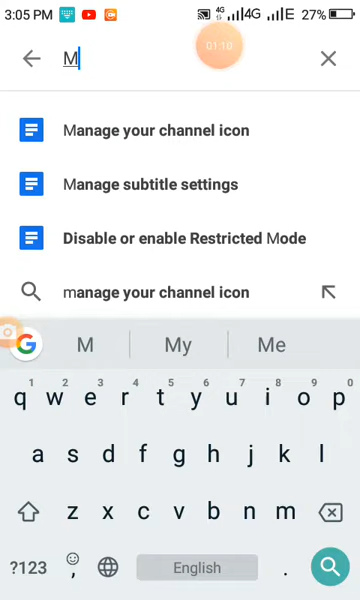 3:05 PM 4G 4G E 27%
01:10
M
Manage your channel icon
Manage subtitle settings
Disable or enable Restricted Mode
manage your channel icon
G M My Me
1 2 3 4 5 6 7 8 9 0
q w e r t y u i o p
a s d f g h j k l
z x c v b n m
?123 , English .